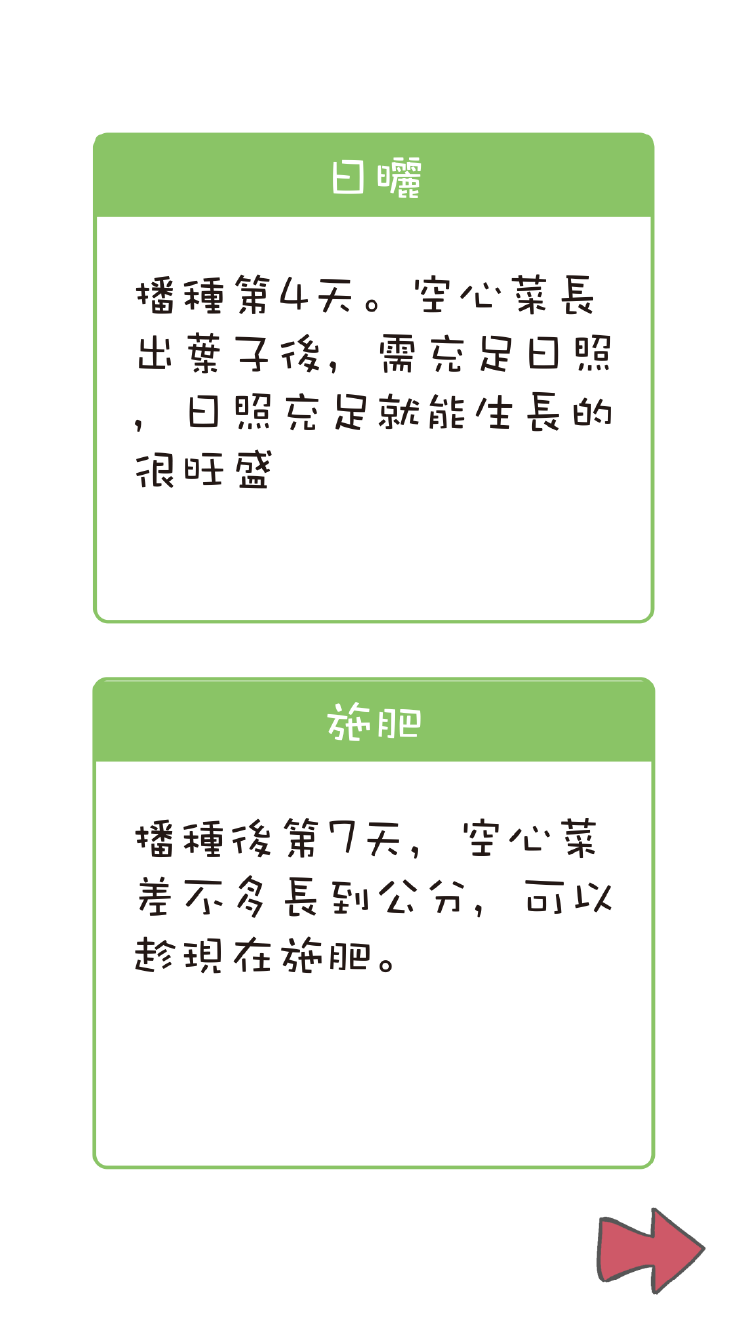 日曬
播種第4天。空心菜長
出葉子後，需充足日照
，日照充足就能生長的
很旺盛
施肥
播種後第7天，空心菜
差不多長到公分，可以
趁現在施肥。